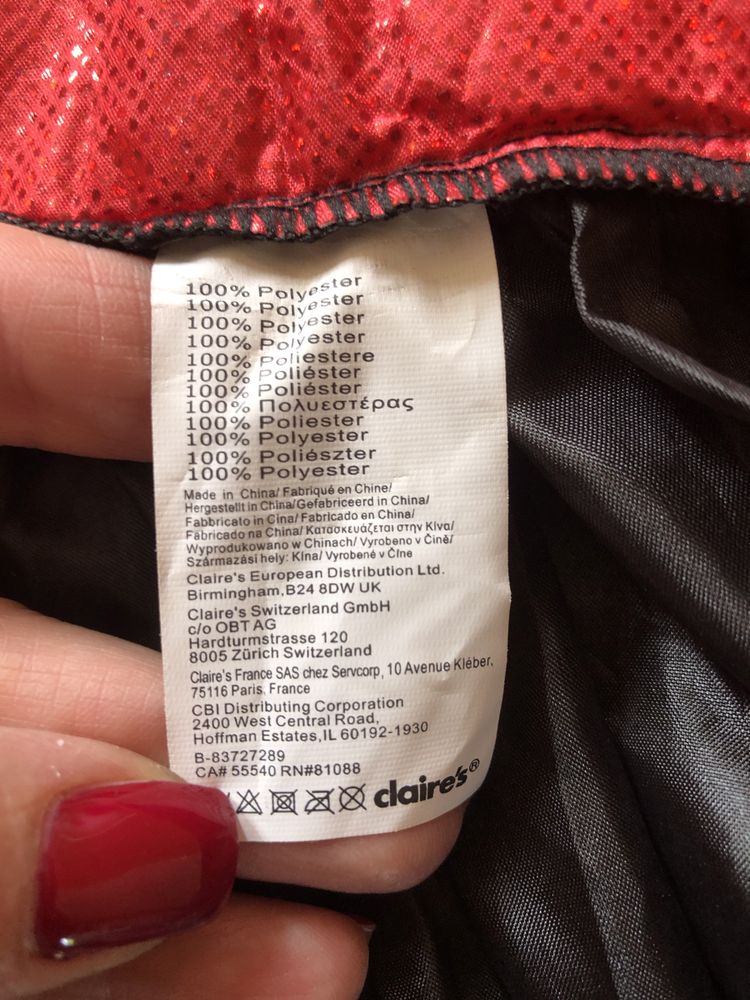 100% Polyester
100% Polyester
100% Polyester
100% Polyester
100% Poliestere
100% Poliéster
100% Poliéster
100% Πολυεστέρας
100% Poliester
100% Polyester
100% Poliészter
100% Polyester
Made in China/ Fabriqué en Chine/
Hergestellt in China/Gefabriceerd in China/
Fabbricato in Cina/ Fabricado en China/
Fabricado na China/ Κατασκευάζεται στην Κίνα/
Wyprodukowano w Chinach/ Vyrobeno v Čině/
Származási hely: Kína/ Vyrobené v Číne
Claire's European Distribution Ltd.
Birmingham,B24 8DW UK
Claire's Switzerland GmbH
c/o OBT AG
Hardturmstrasse 120
8005 Zürich Switzerland
Claire's France SAS chez Servcorp, 10 Avenue Kléber,
75116 Paris, France
CBI Distributing Corporation
2400 West Central Road,
Hoffman Estates,IL 60192-1930
B-83727289
CA# 55540 RN#81088
claire's®